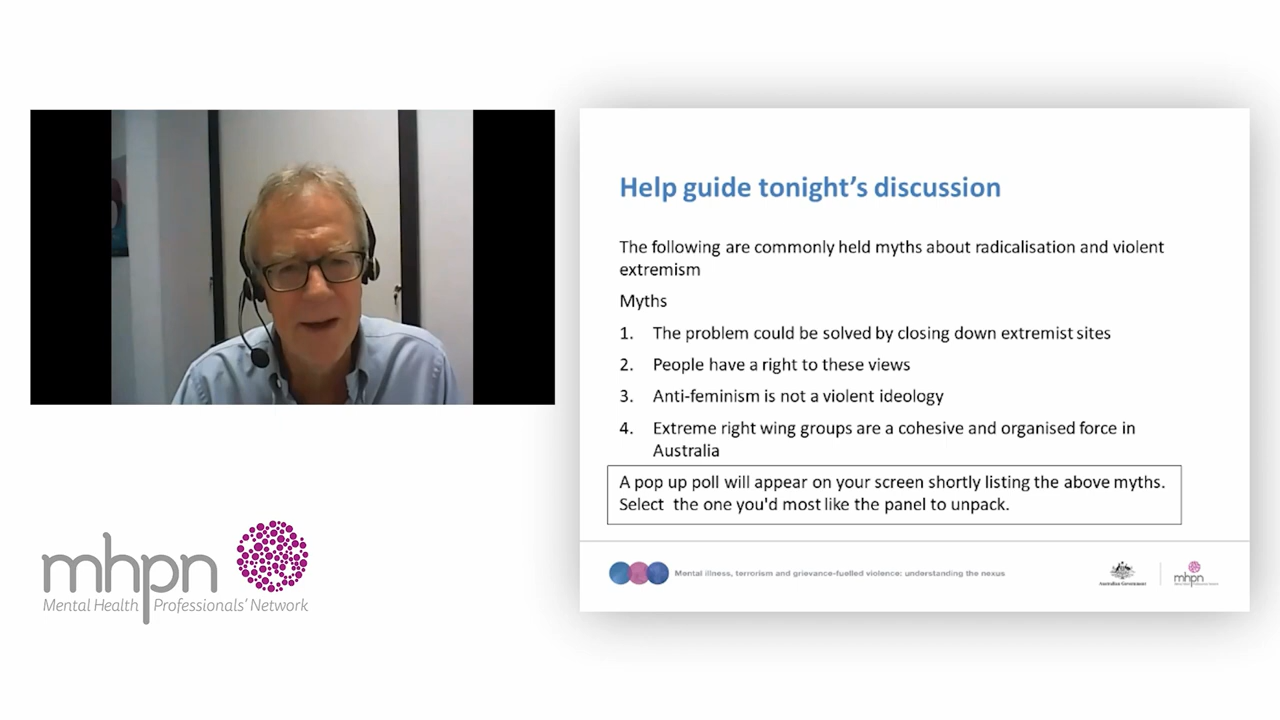 Help guide tonight's discussion
The following are commonly held myths about radicalisation and violent
extremism
Myths
1. The problem could be solved by closing down extremist sites
2. People have a right to these views
3. Anti-feminism is not a violent ideology
4. Extreme right wing groups are a cohesive and organised force in
Australia
A pop up poll will appear on your screen shortly listing the above myths.
Select the one you'd most like the panel to unpack.
Mental illness, terrorism and grievance-fuelled violence: understanding the nexus
Australian Government
mhpn
mhpn
Mental Health Professionals' Network